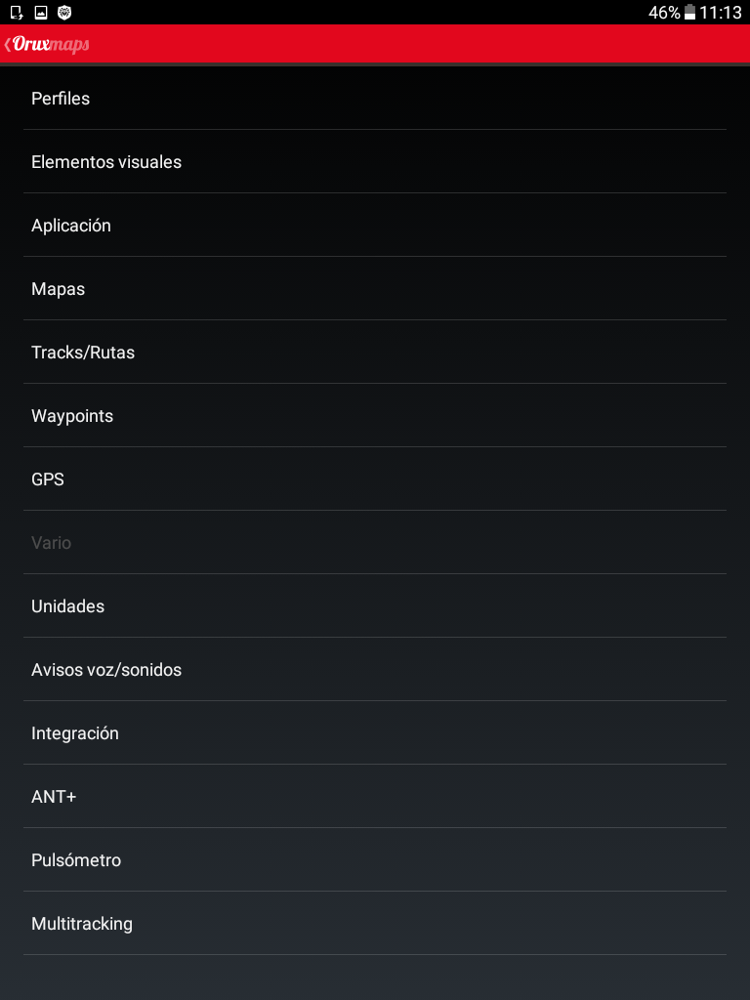 46% 11:13
Oruxmaps
Perfiles
Elementos visuales
Aplicación
Mapas
Tracks/Rutas
Waypoints
GPS
Vario
Unidades
Avisos voz/sonidos
Integración
ANT+
Pulsómetro
Multitracking